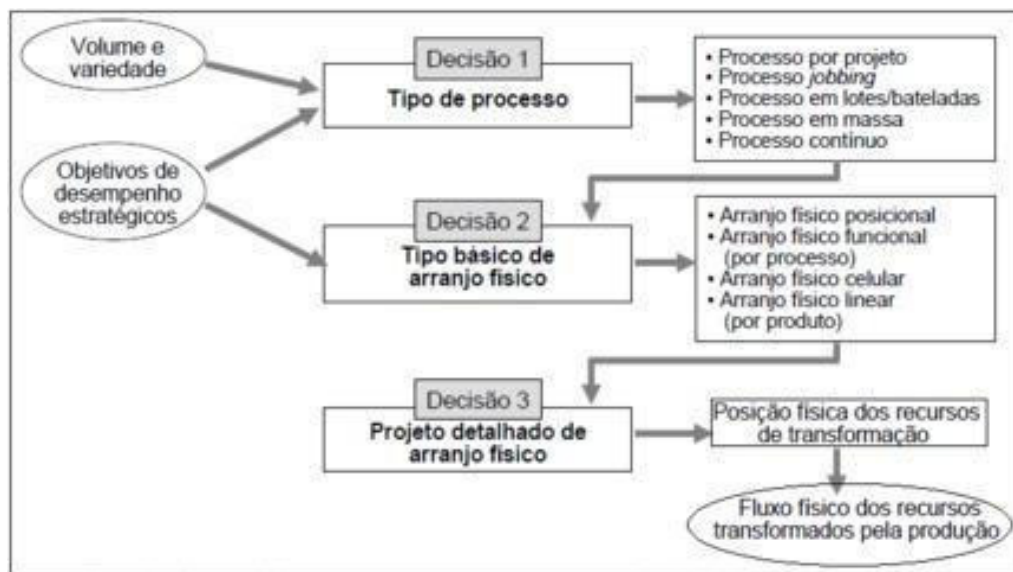 Volume e
variedade
Decisão 1
Tipo de processo
• Processo por projeto
• Processo jobbing
• Processo em lotes/bateladas
• Processo em massa
• Processo contínuo
Objetivos de
desempenho
estratégicos
Decisão 2
Tipo básico de
arranjo físico
• Arranjo físico posicional
• Arranjo físico funcional
(por processo)
• Arranjo físico celular
• Arranjo físico linear
(por produto)
Decisão 3
Projeto detalhado de
arranjo físico
Posição física dos recursos
de transformação
Fluxo físico dos recursos
transformados pela produção